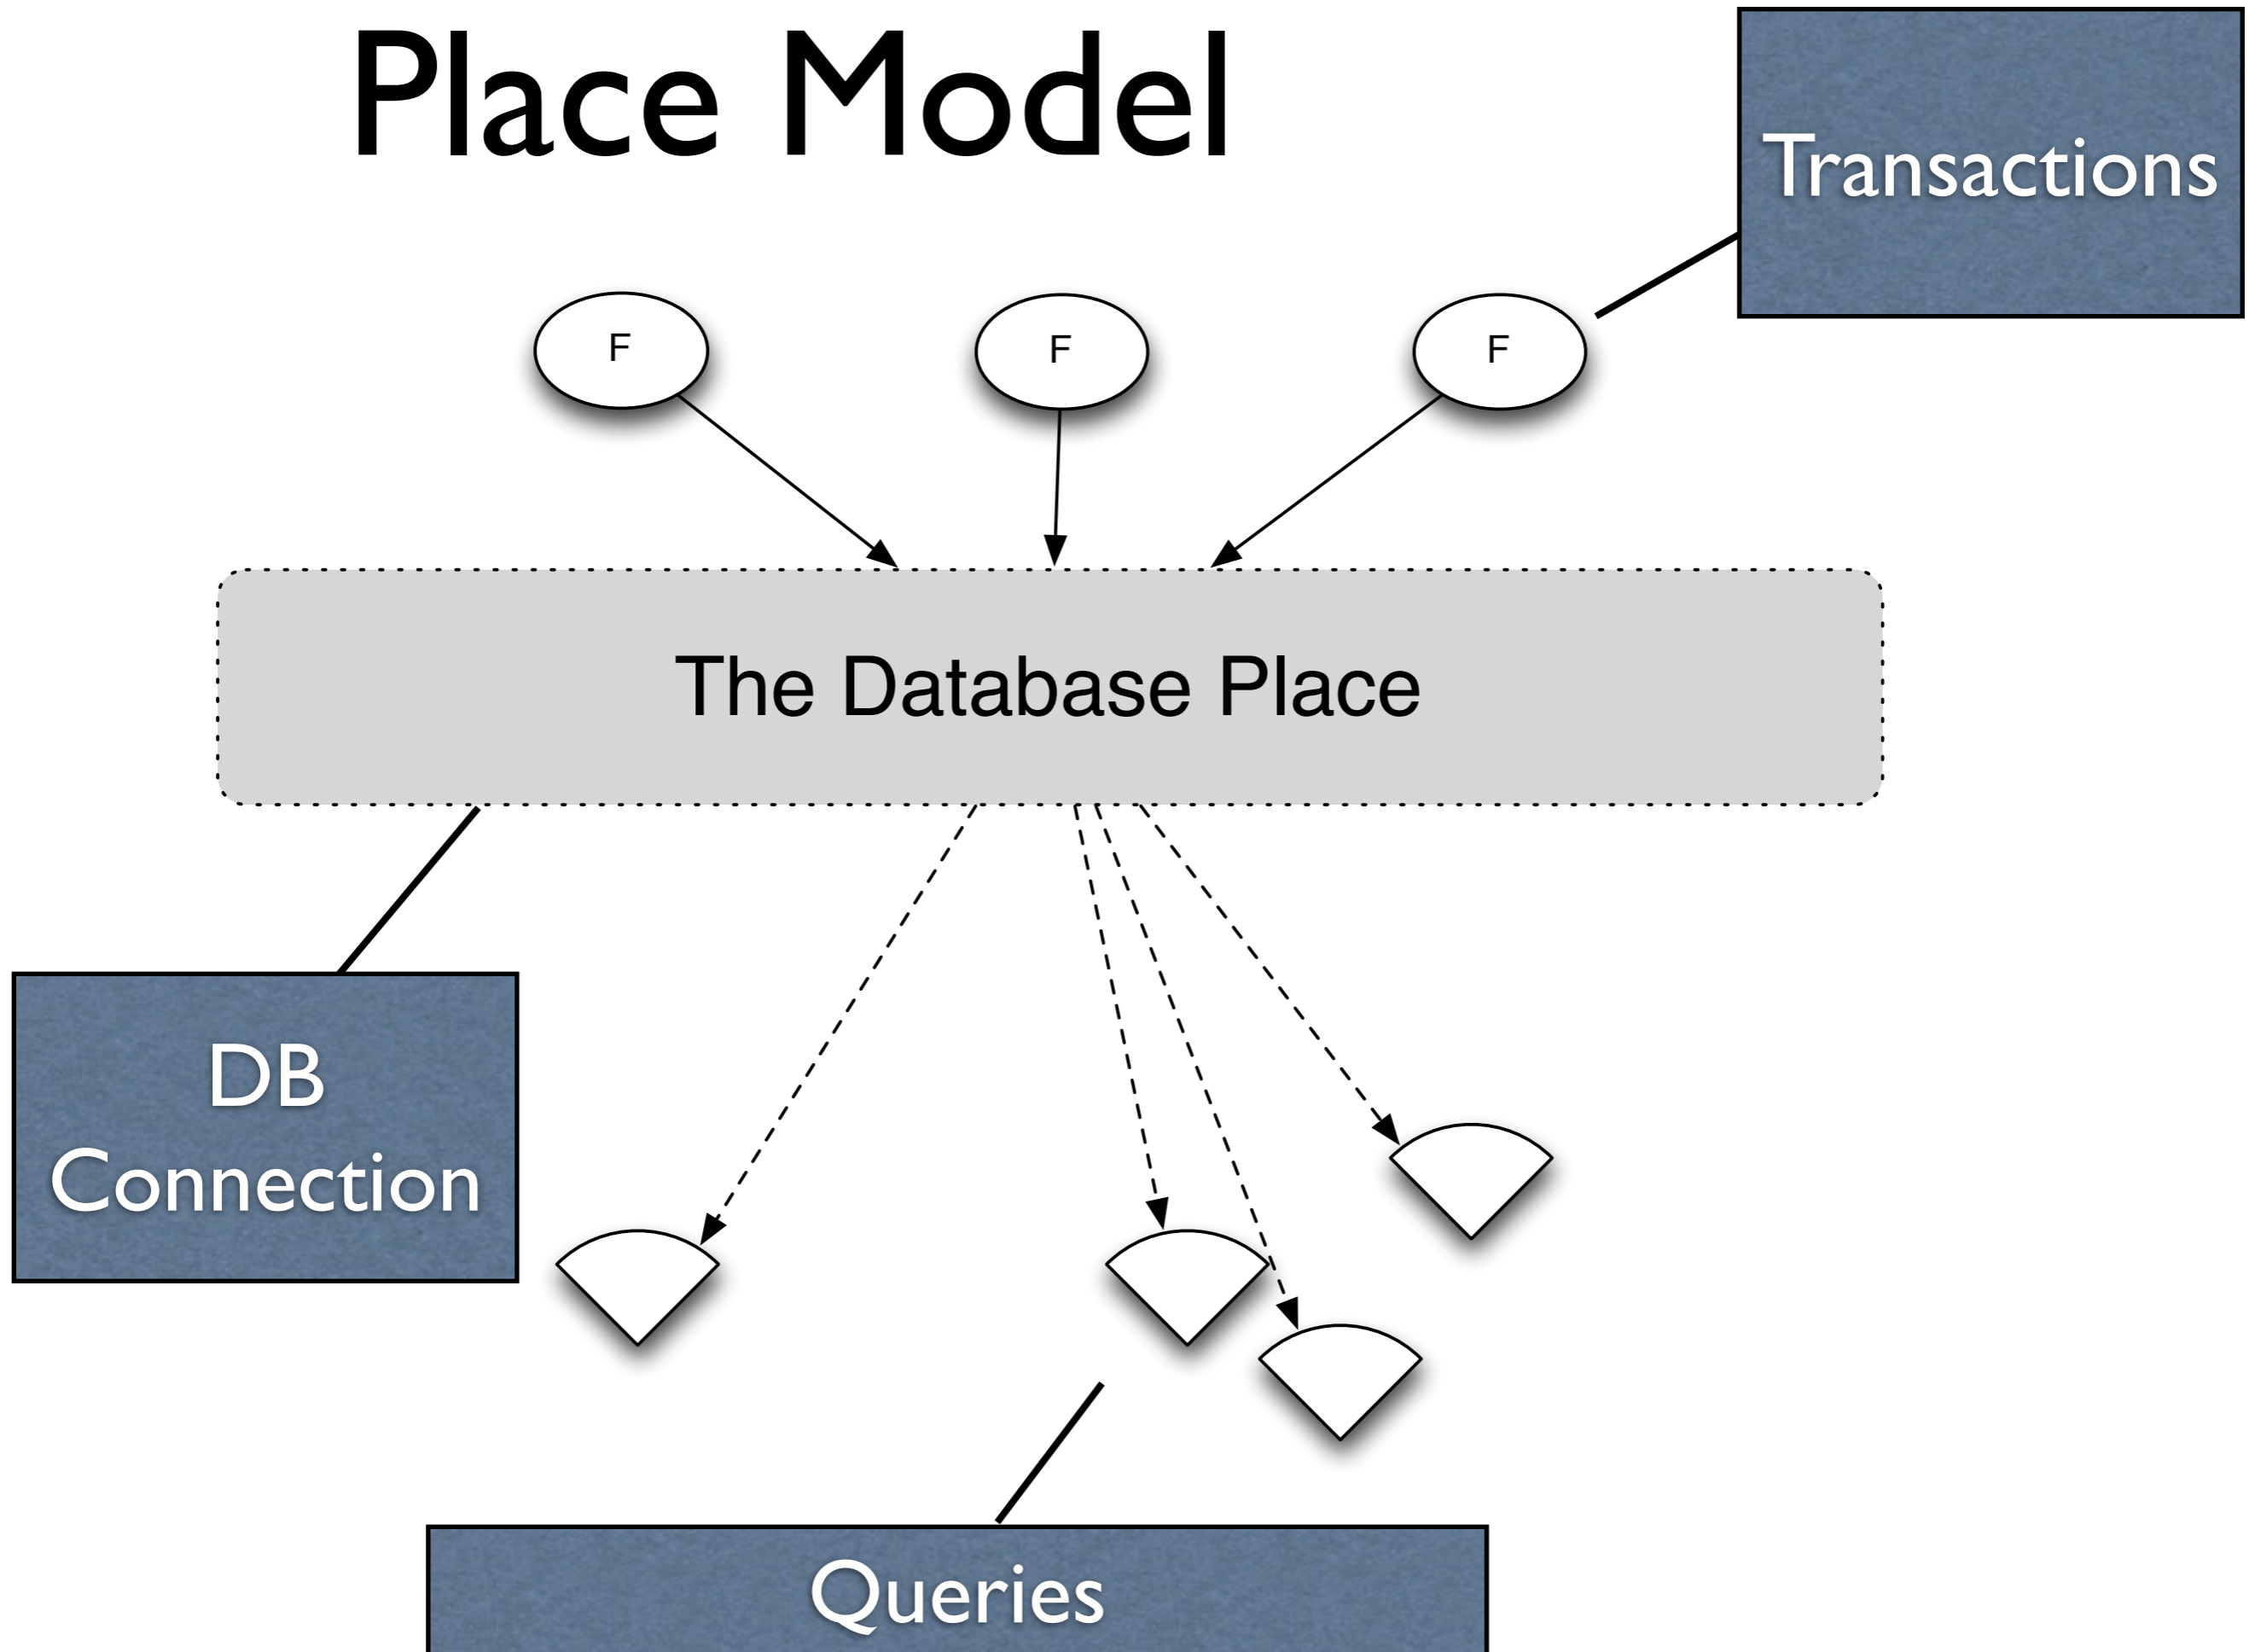 Place Model
Transactions
F
F
F
The Database Place
DB
Connection
Queries